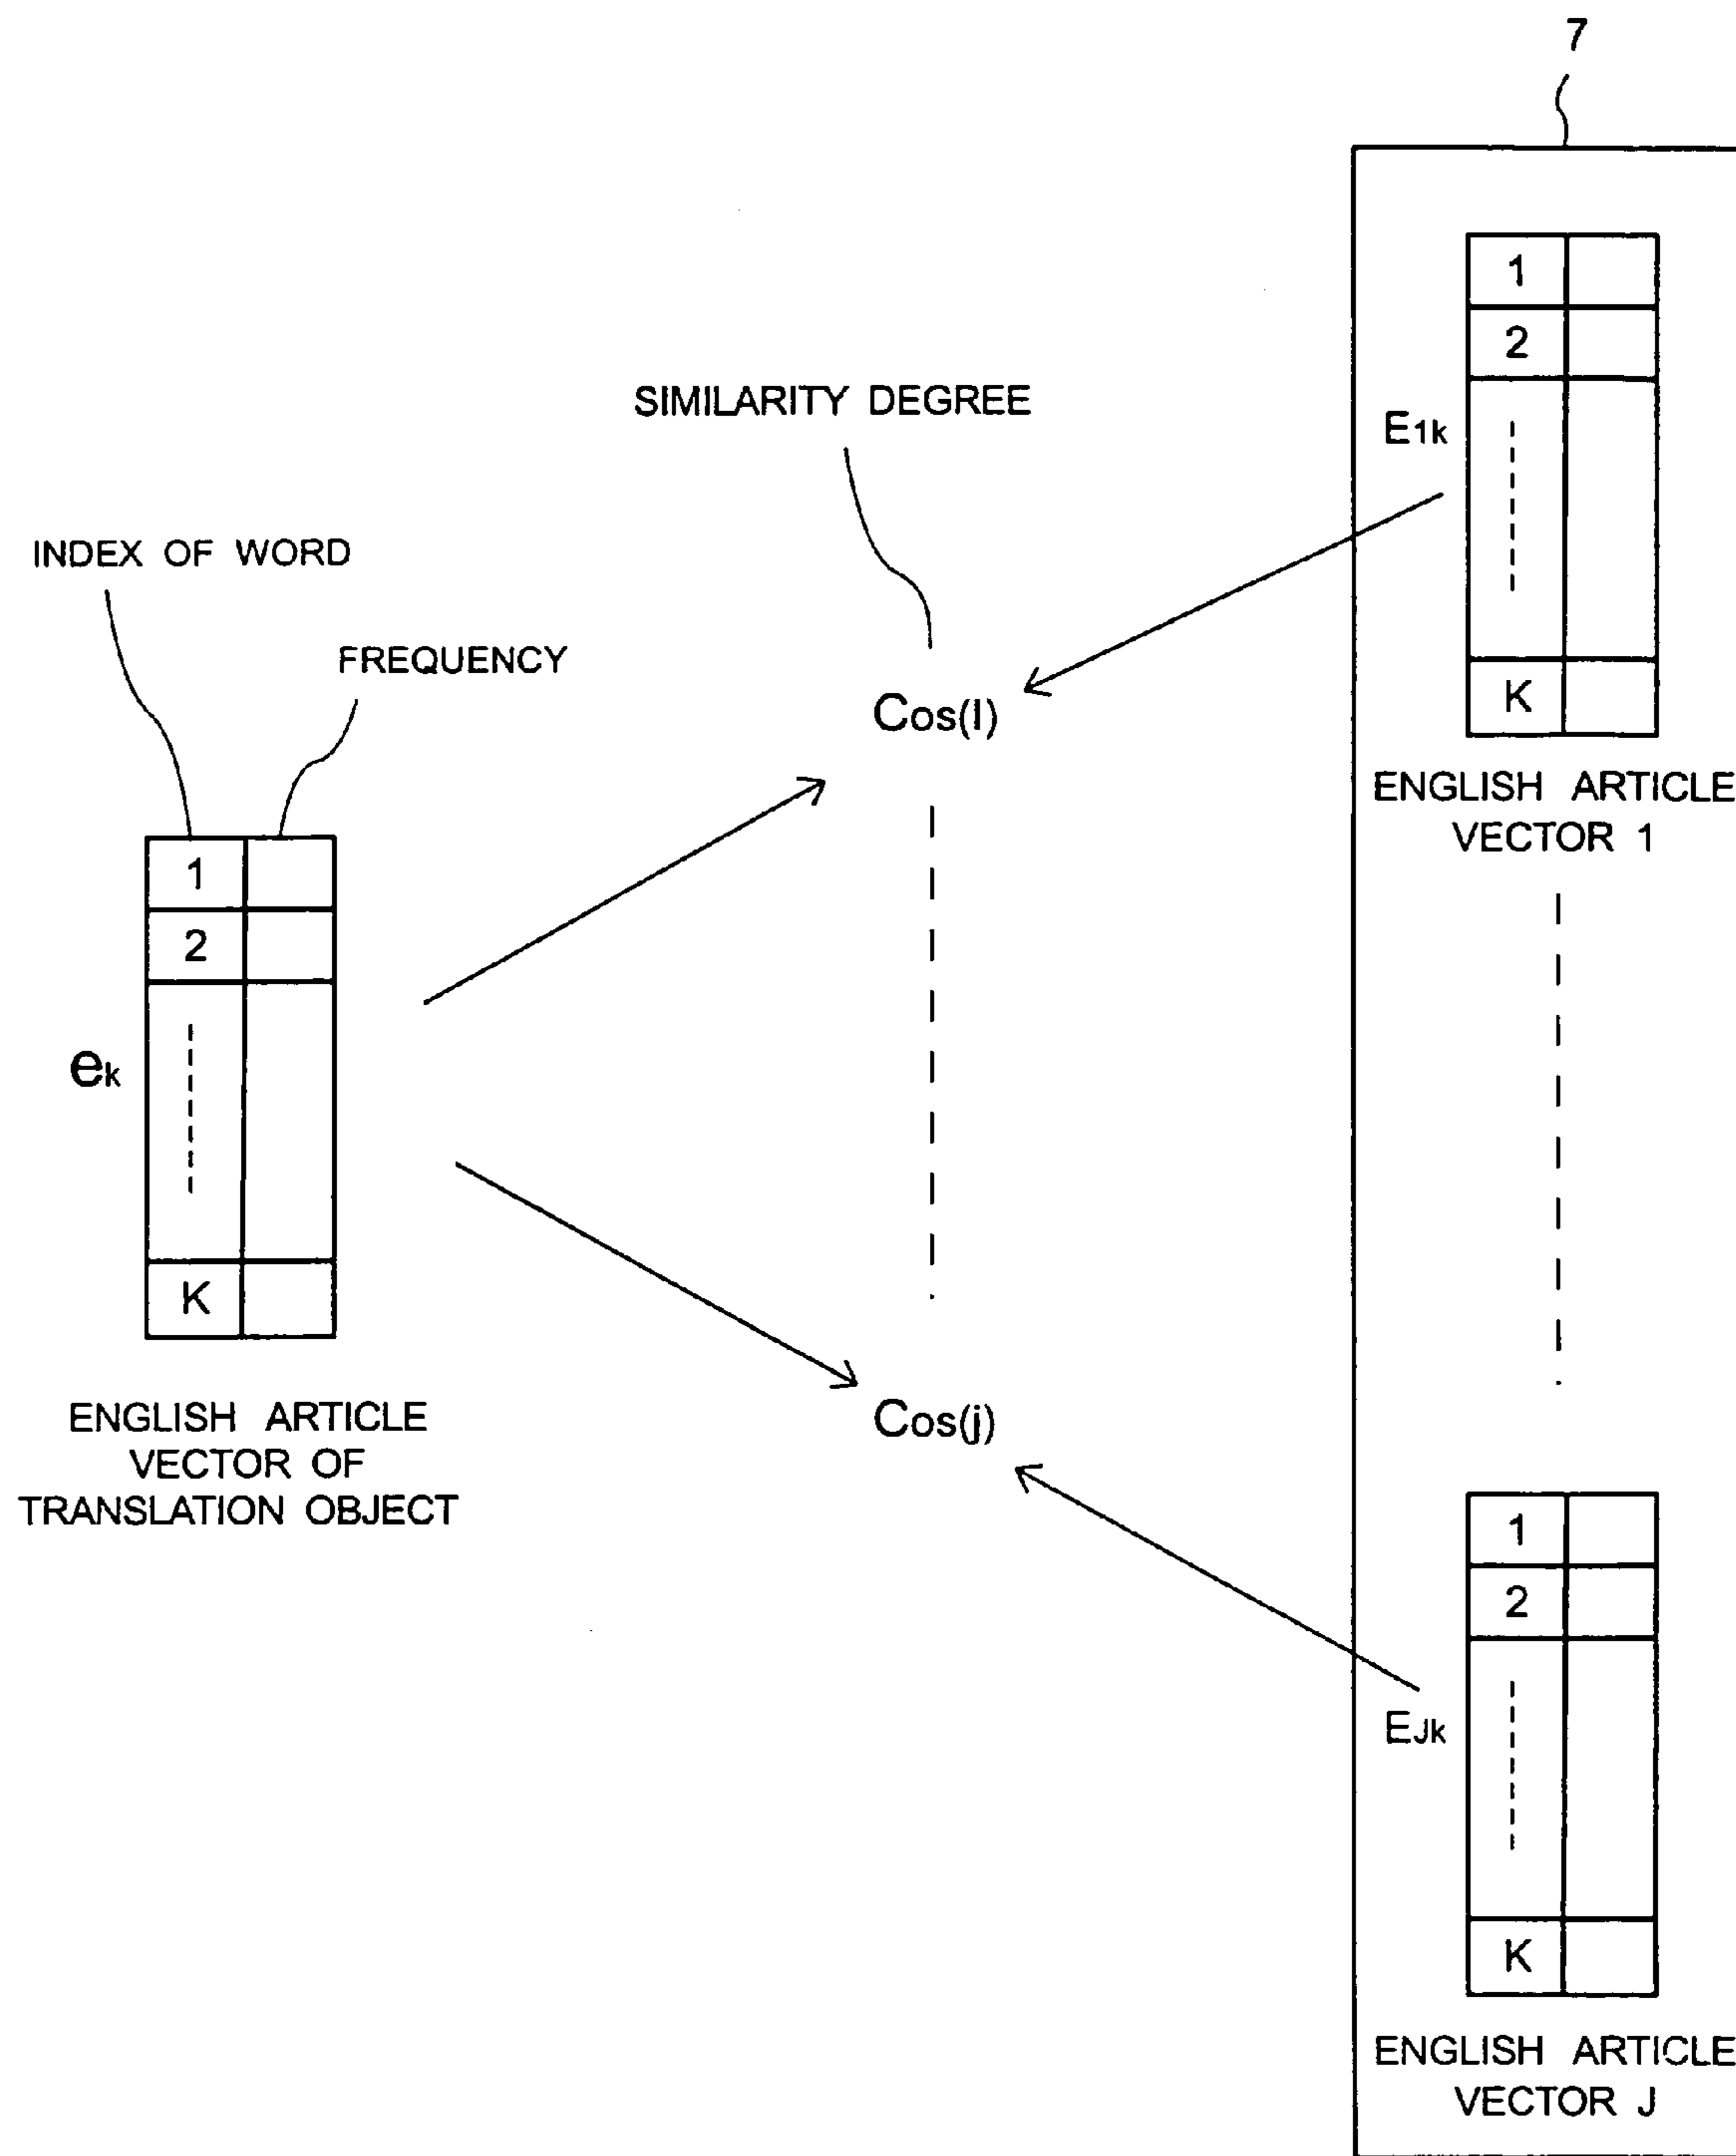 7
1
2
E1k
K
ENGLISH ARTICLE
VECTOR 1
SIMILARITY DEGREE
Cos(l)
INDEX OF WORD
FREQUENCY
1
2
ek
K
ENGLISH ARTICLE
VECTOR OF
TRANSLATION OBJECT
Cos(j)
1
2
EJk
K
ENGLISH ARTICLE
VECTOR J